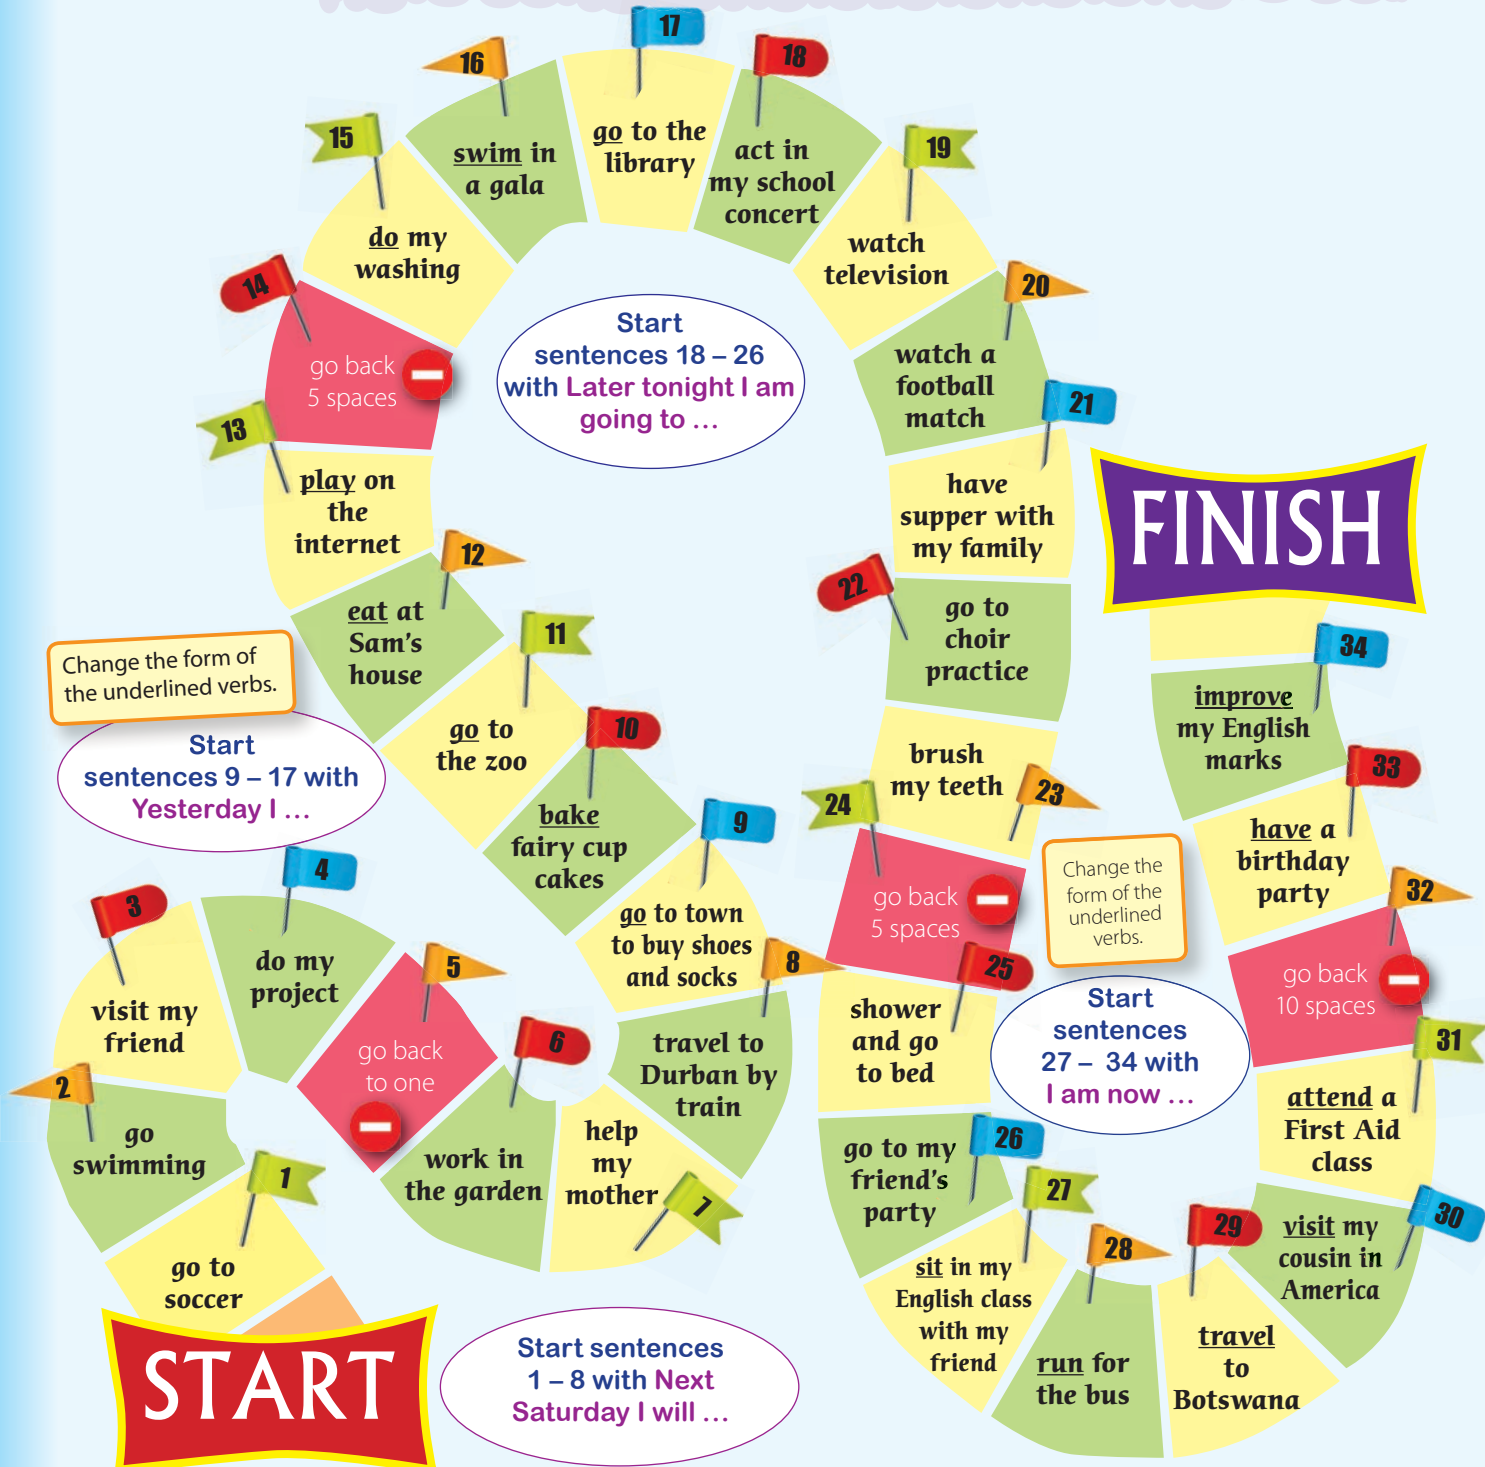 START
1
go to
soccer
2
go
swimming
3
visit my
friend
4
do my
project
5
go back
to one
6
work in
the garden
7
help
my
mother
8
travel to
Durban by
train
Start sentences
1 – 8 with Next
Saturday I will ...
9
go to town
to buy shoes
and socks
10
bake
fairy cup
cakes
11
go to
the zoo
12
eat at
Sam's
house
13
play on
the
internet
14
go back
5 spaces
15
do my
washing
16
swim in
a gala
17
go to the
library
Change the form of
the underlined verbs.
Start
sentences 9 – 17 with
Yesterday I ...
18
act in
my school
concert
19
watch
television
20
watch a
football
match
21
have
supper with
my family
22
go to
choir
practice
23
brush
my teeth
24
go back
5 spaces
25
shower
and go
to bed
26
go to my
friend's
party
Start
sentences 18 – 26
with Later tonight I am
going to ...
27
sit in my
English class
with my
friend
28
run for
the bus
29
travel
to
Botswana
30
visit my
cousin in
America
31
attend a
First Aid
class
32
go back
10 spaces
33
have a
birthday
party
34
improve
my English
marks
Change the
form of the
underlined
verbs.
Start
sentences
27 – 34 with
I am now ...
FINISH